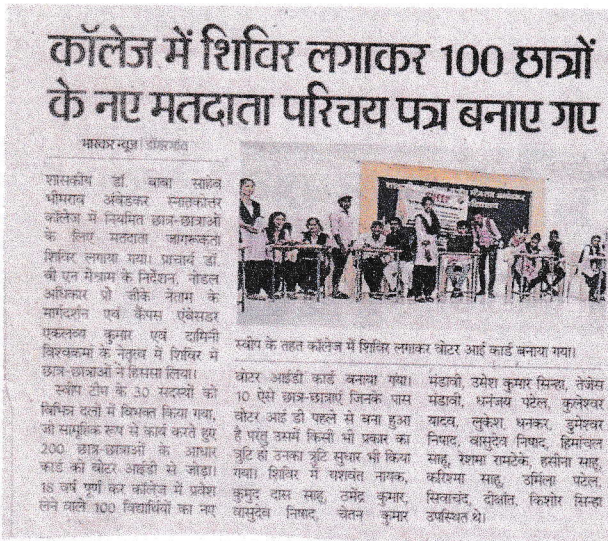 कॉलेज में शिविर लगाकर 100 छात्रों
के नए मतदाता परिचय पत्र बनाए गए
भास्कर न्यूज | डोंगरगांव
शासकीय डॉ. बाबा साहेब
भीमराव अंबेडकर स्नातकोत्तर
कॉलेज में नियमित छात्र-छात्राओं
के लिए मतदाता जागरूकता
शिविर लगाया गया। प्राचार्य डॉ.
बी एन मेश्राम के निर्देशन, नोडल
अधिकार प्रो जीके नेताम के
मार्गदर्शन एवं कैंपस एंबेसडर
एकलव्य कुमार एवं दामिनी
विश्वकर्मा के नेतृत्व में शिविर में
छात्र-छात्राओं ने हिस्सा लिया।
स्वीप टीम के 30 सदस्यों को
विभिन्न दलों में विभक्त किया गया,
जो सामूहिक रूप से कार्य करते हुए
200 छात्र-छात्राओं के आधार
कार्ड को वोटर आईडी से जोड़ा।
18 वर्ष पूर्ण कर कॉलेज में प्रवेश
लेने वाले 100 विद्यार्थियों का नए
स्वीप के तहत कॉलेज में शिविर लगाकर वोटर आई कार्ड बनाया गया।
वोटर आईडी कार्ड बनाया गया।
10 ऐसे छात्र-छात्राएं जिनके पास
वोटर आई डी पहले से बना हुआ
है परंतु उसमें किसी भी प्रकार का
त्रुटि हो उनका त्रुटि सुधार भी किया
गया। शिविर में यशवंत नायक,
कुमुद दास साहू, ठमेंद्र कुमार,
वासुदेव निषाद, चेतन कुमार
मंडावी, उमेश कुमार सिन्हा, तेजेंस
मंडावी, धनंजय पटेल, कुलेश्वर
यादव, लुकेश धनकर, डुमेश्वर
निषाद, वासुदेव निषाद, हिमांचल
साहू, रेशमा रामटेके, हसीना साहू,
करिश्मा साहू, उर्मिला पटेल,
सिवाचंद, दीक्षांत, किशोर सिन्हा
उपस्थित थे।